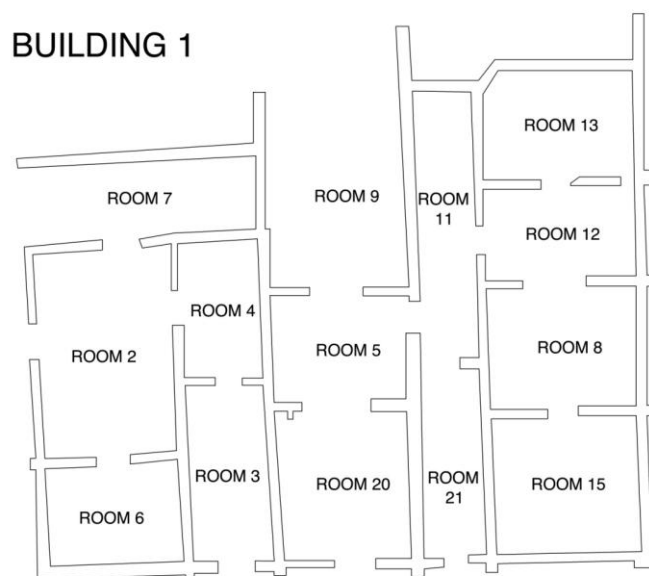 BUILDING 1
ROOM 13
ROOM 7
ROOM 9
ROOM
11
ROOM 12
ROOM 4
ROOM 2
ROOM 5
ROOM 8
ROOM 6
ROOM 3
ROOM 20
ROOM
21
ROOM 15